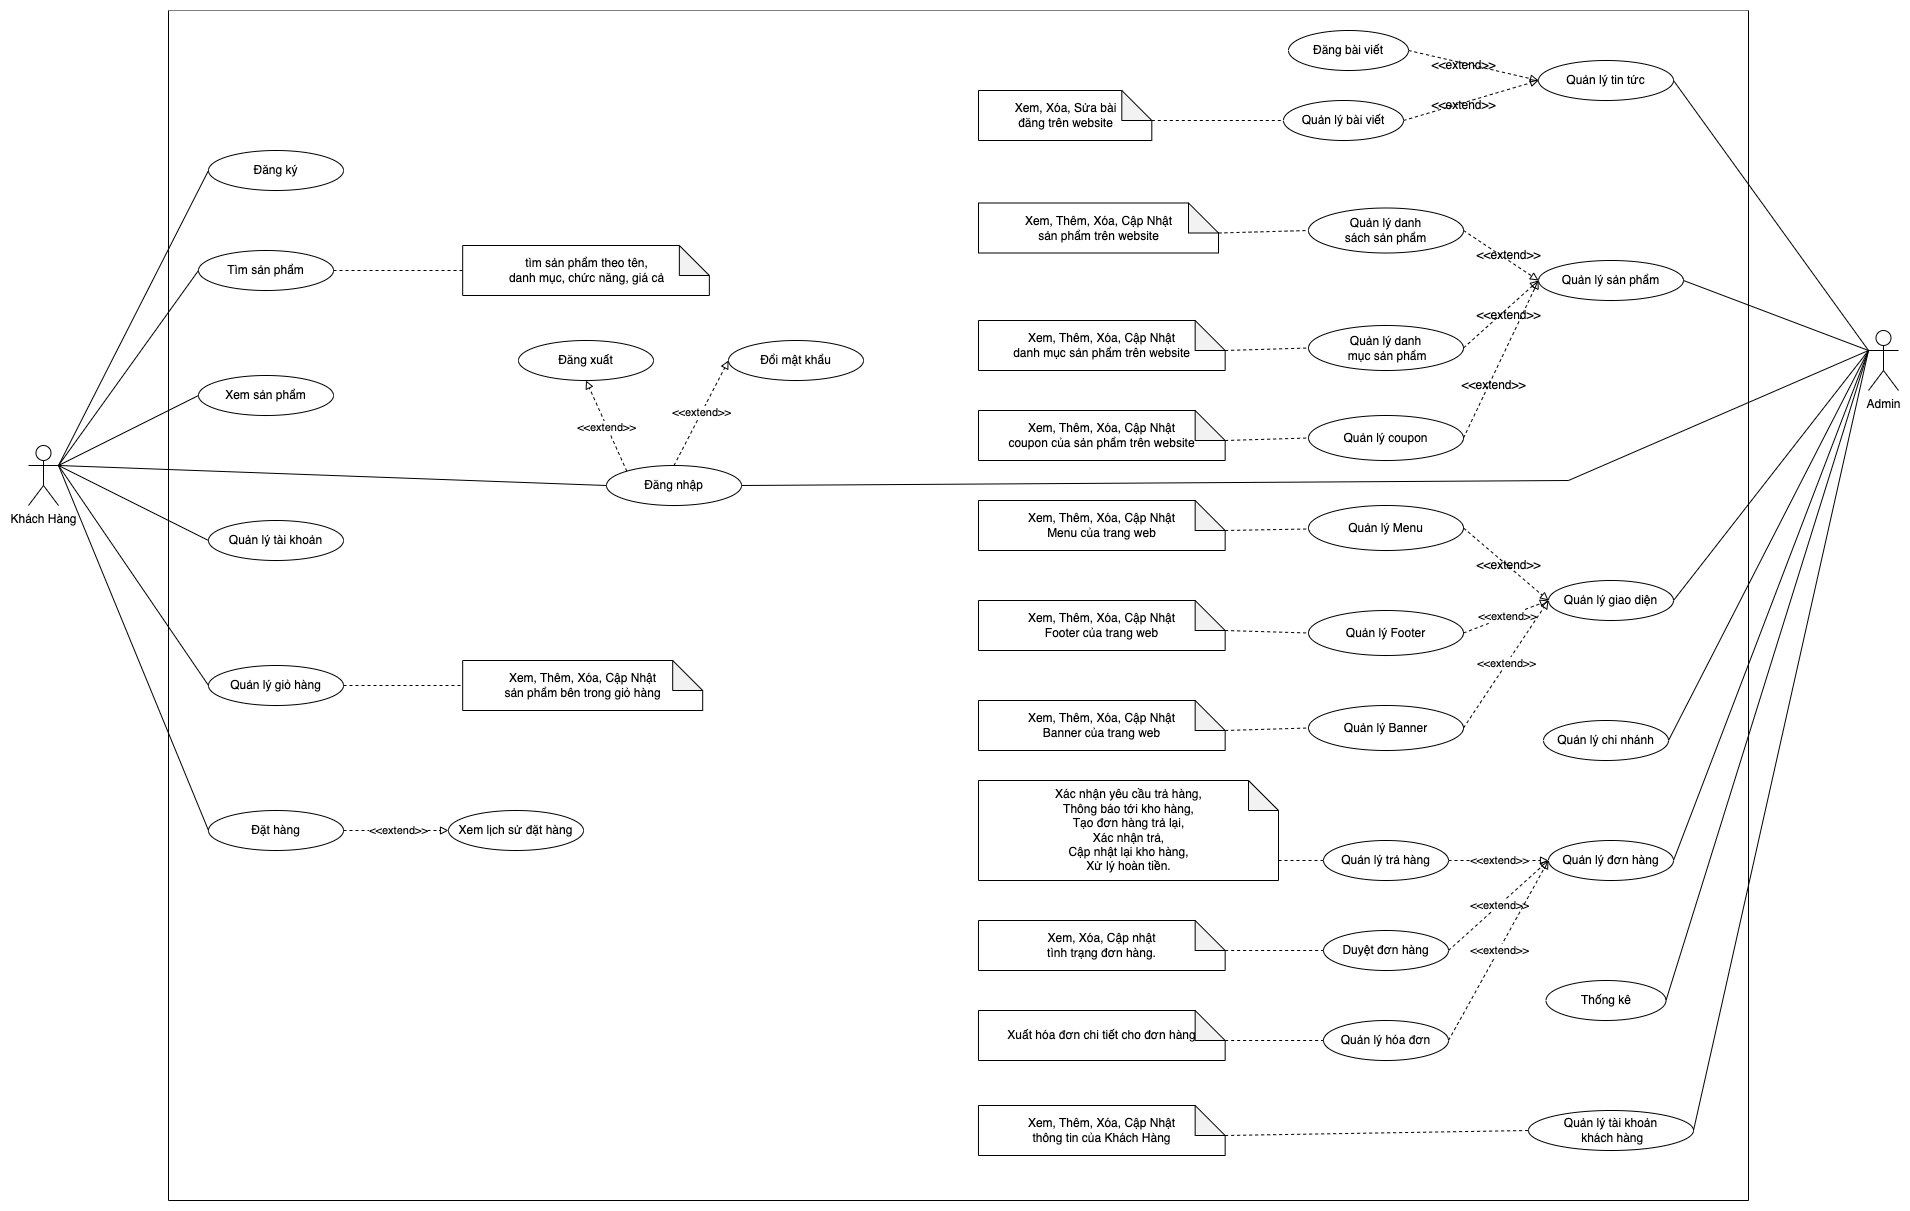 Đăng bài viết
<<extend>>
Quản lý tin tức
Xem, Xóa, Sửa bài
đăng trên website
Quản lý bài viết
<<extend>>
Đăng ký
Xem, Thêm, Xóa, Cập Nhật
sản phẩm trên website
Quản lý danh
sách sản phẩm
<<extend>>
Tìm sản phẩm
tìm sản phẩm theo tên,
danh mục, chức năng, giá cả
Quản lý sản phẩm
<<extend>>
Xem, Thêm, Xóa, Cập Nhật
danh mục sản phẩm trên website
Quản lý danh
mục sản phẩm
Đăng xuất
Đổi mật khẩu
<<extend>>
Xem sản phẩm
Admin
<<extend>>
<<extend>>
Xem, Thêm, Xóa, Cập Nhật
coupon của sản phẩm trên website
Quản lý coupon
Đăng nhập
Khách Hàng
Xem, Thêm, Xóa, Cập Nhật
Menu của trang web
Quản lý Menu
Quản lý tài khoản
<<extend>>
Quản lý giao diện
<<extend>>
Xem, Thêm, Xóa, Cập Nhật
Footer của trang web
Quản lý Footer
<<extend>>
Quản lý giỏ hàng
Xem, Thêm, Xóa, Cập Nhật
sản phẩm bên trong giỏ hàng
Xem, Thêm, Xóa, Cập Nhật
Banner của trang web
Quản lý Banner
Quản lý chi nhánh
Xác nhận yêu cầu trả hàng,
Thông báo tới kho hàng,
Tạo đơn hàng trả lại,
Xác nhận trả,
Cập nhật lại kho hàng,
Xử lý hoàn tiền.
Đặt hàng
<<extend>>
Xem lịch sử đặt hàng
Quản lý trả hàng
<<extend>>
Quản lý đơn hàng
<<extend>>
Xem, Xóa, Cập nhật
tình trạng đơn hàng.
Duyệt đơn hàng
<<extend>>
Thống kê
Xuất hóa đơn chi tiết cho đơn hàng
Quản lý hóa đơn
Xem, Thêm, Xóa, Cập Nhật
thông tin của Khách Hàng
Quản lý tài khoản
khách hàng